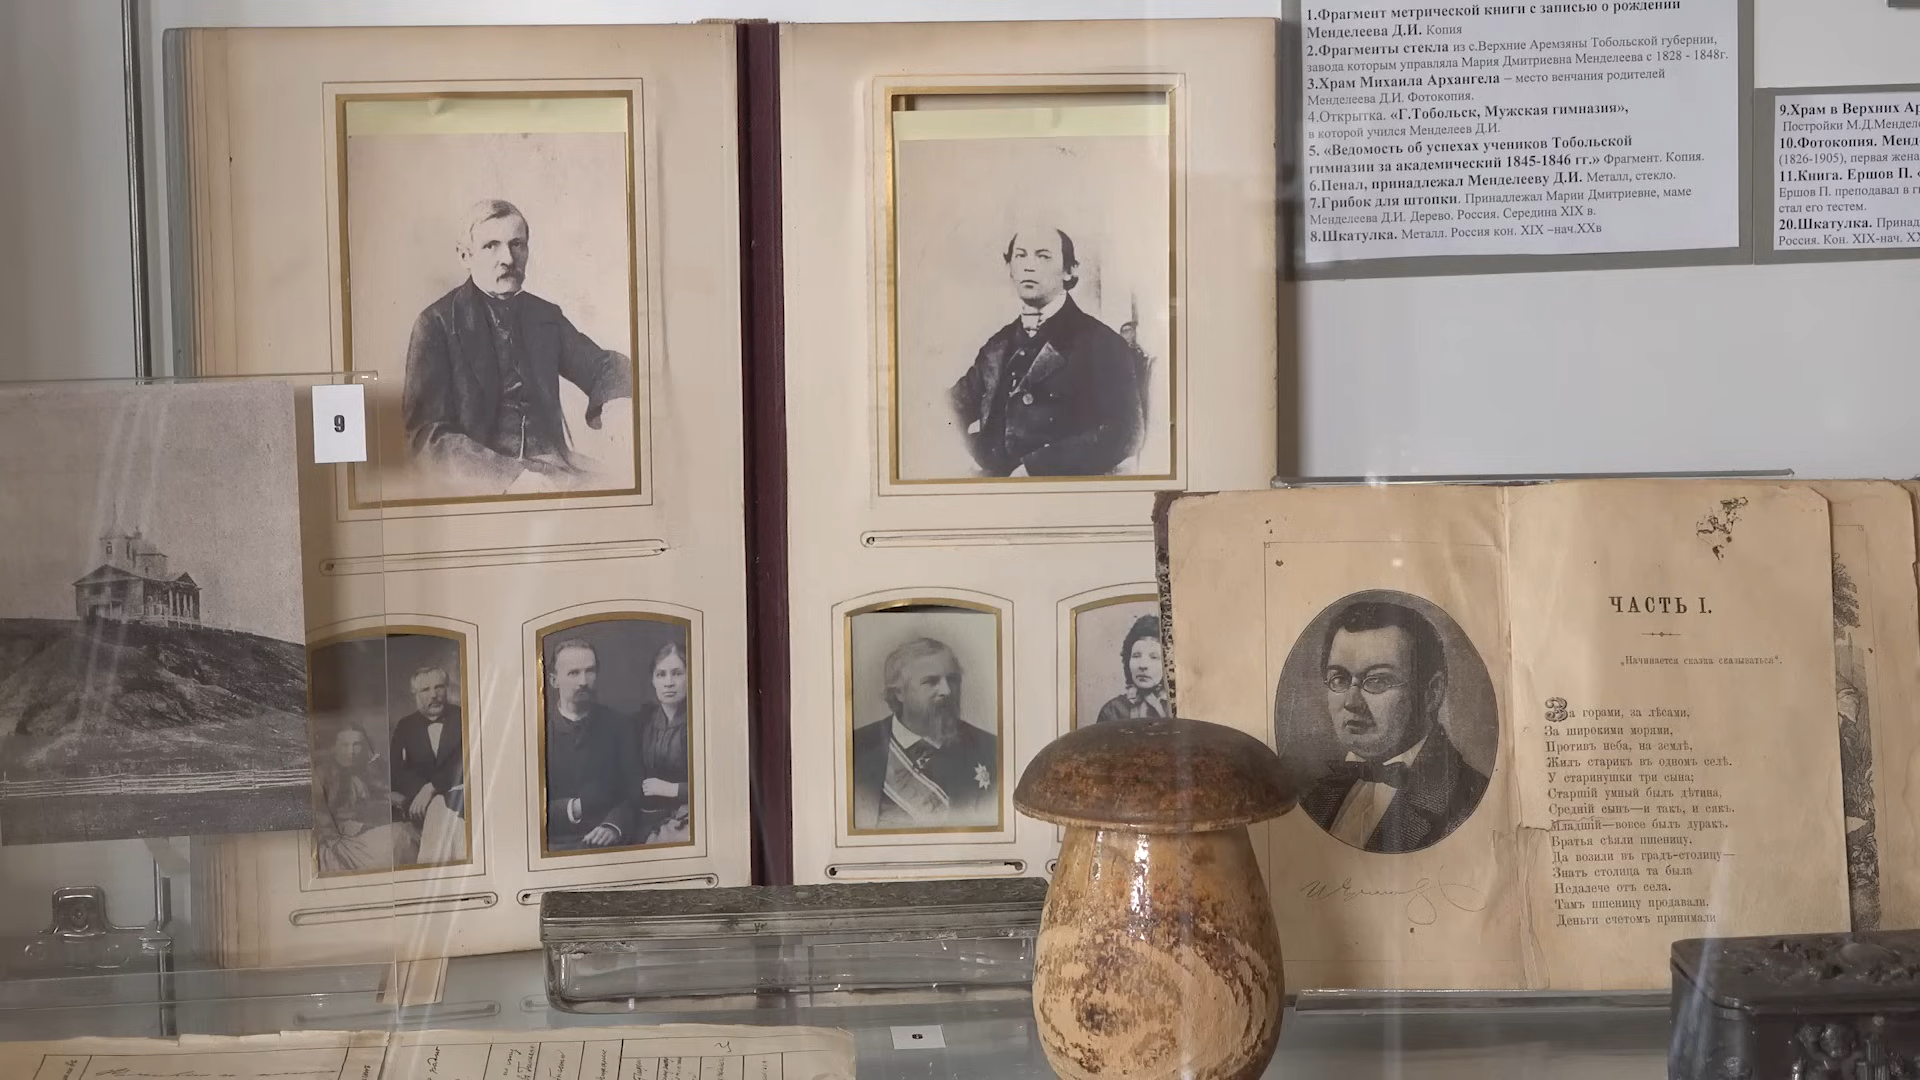 1.Фрагмент метрической книги с записью о рождении
Менделеева Д.И. Копия
2.Фрагменты стекла из с.Верхние Аремзяны Тобольской губернии,
завода которым управляла Мария Дмитриевна Менделеева с 1828 - 1848г.
3.Храм Михаила Архангела – место венчания родителей
Менделеева Д.И. Фотокопия.
4.Открытка. «Г.Тобольск, Мужская гимназия»,
в которой учился Менделеев Д.И.
5. «Ведомость об успехах учеников Тобольской
гимназии за академический 1845-1846 гг.» Фрагмент. Копия.
6.Пенал, принадлежал Менделееву Д.И. Металл, стекло.
7.Грибок для штопки. Принадлежал Марии Дмитриевне, маме
Менделеева Д.И. Дерево. Россия. Середина XIX в.
8.Шкатулка. Металл. Россия кон. XIX –нач.XXв
9.Храм в Верхних Ар
Постройки М.Д.Мендел
10.Фотокопия. Менд
(1826-1905), первая жена
11.Книга. Ершов П. «
Ершов П. преподавал в г
стал его тестем.
20.Шкатулка. Принад
Россия. Кон. XIX-нач. XX
9
ЧАСТЬ I.
„Начинается сказка сказываться".
За горами, за лѣсами,
За широкими морями,
Противъ неба, на землѣ,
Жилъ старикъ въ одномъ селѣ.
У старинушки три сына;
Старшій умный былъ дѣтина,
Средній сынъ—и такъ, и сякъ.
Младшій—вовсе былъ дуракъ.
Братья сѣяли пшеницу,
Да возили въ градъ-столицу—
Знать столица та была
Недалече отъ села.
Тамъ пшеницу продавали,
Деньги счетомъ принимали
6